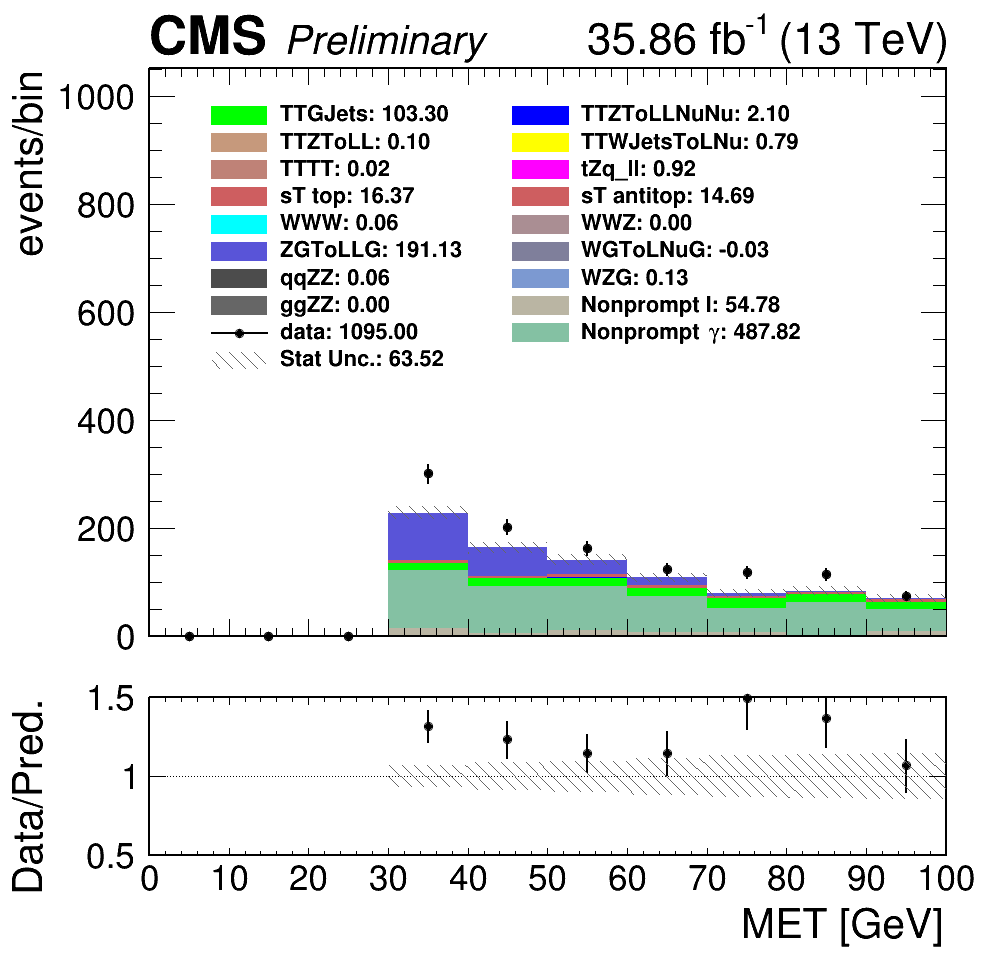 CMS Preliminary 35.86 fb-1 (13 TeV)
events/bin
1000
800
600
400
200
0
TTGJets: 103.30 TTZToLLNuNu: 2.10
TTZToLL: 0.10 TTWJetsToLNu: 0.79
TTTT: 0.02 tZq_ll: 0.92
sT top: 16.37 sT antitop: 14.69
WWW: 0.06 WWZ: 0.00
ZGToLLG: 191.13 WGToLNuG: -0.03
qqZZ: 0.06 WZG: 0.13
ggZZ: 0.00 Nonprompt l: 54.78
data: 1095.00 Nonprompt γ: 487.82
Stat Unc.: 63.52
Data/Pred.
1.5
1
0.5
0 10 20 30 40 50 60 70 80 90 100
MET [GeV]